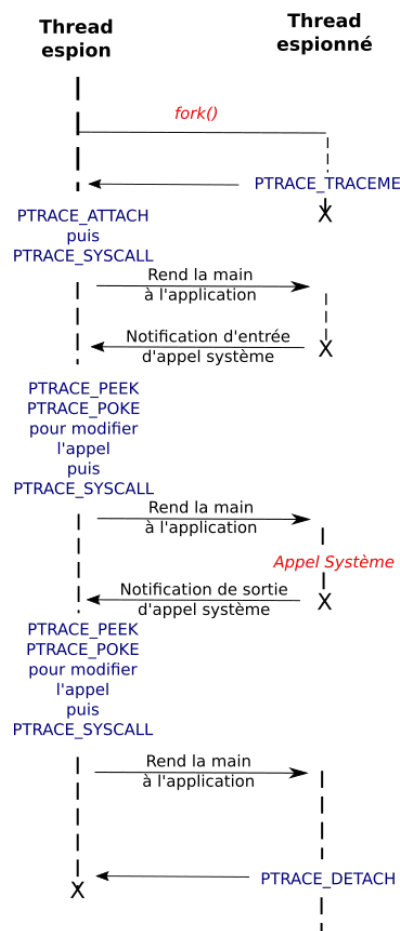 Thread
espion
Thread
espionné
fork()
PTRACE_TRACEME
PTRACE_ATTACH
puis
PTRACE_SYSCALL
Rend la main
à l'application
Notification d'entrée
d'appel système
PTRACE_PEEK
PTRACE_POKE
pour modifier
l'appel
puis
PTRACE_SYSCALL
Rend la main
à l'application
Appel Système
Notification de sortie
d'appel système
PTRACE_PEEK
PTRACE_POKE
pour modifier
l'appel
puis
PTRACE_SYSCALL
Rend la main
à l'application
PTRACE_DETACH